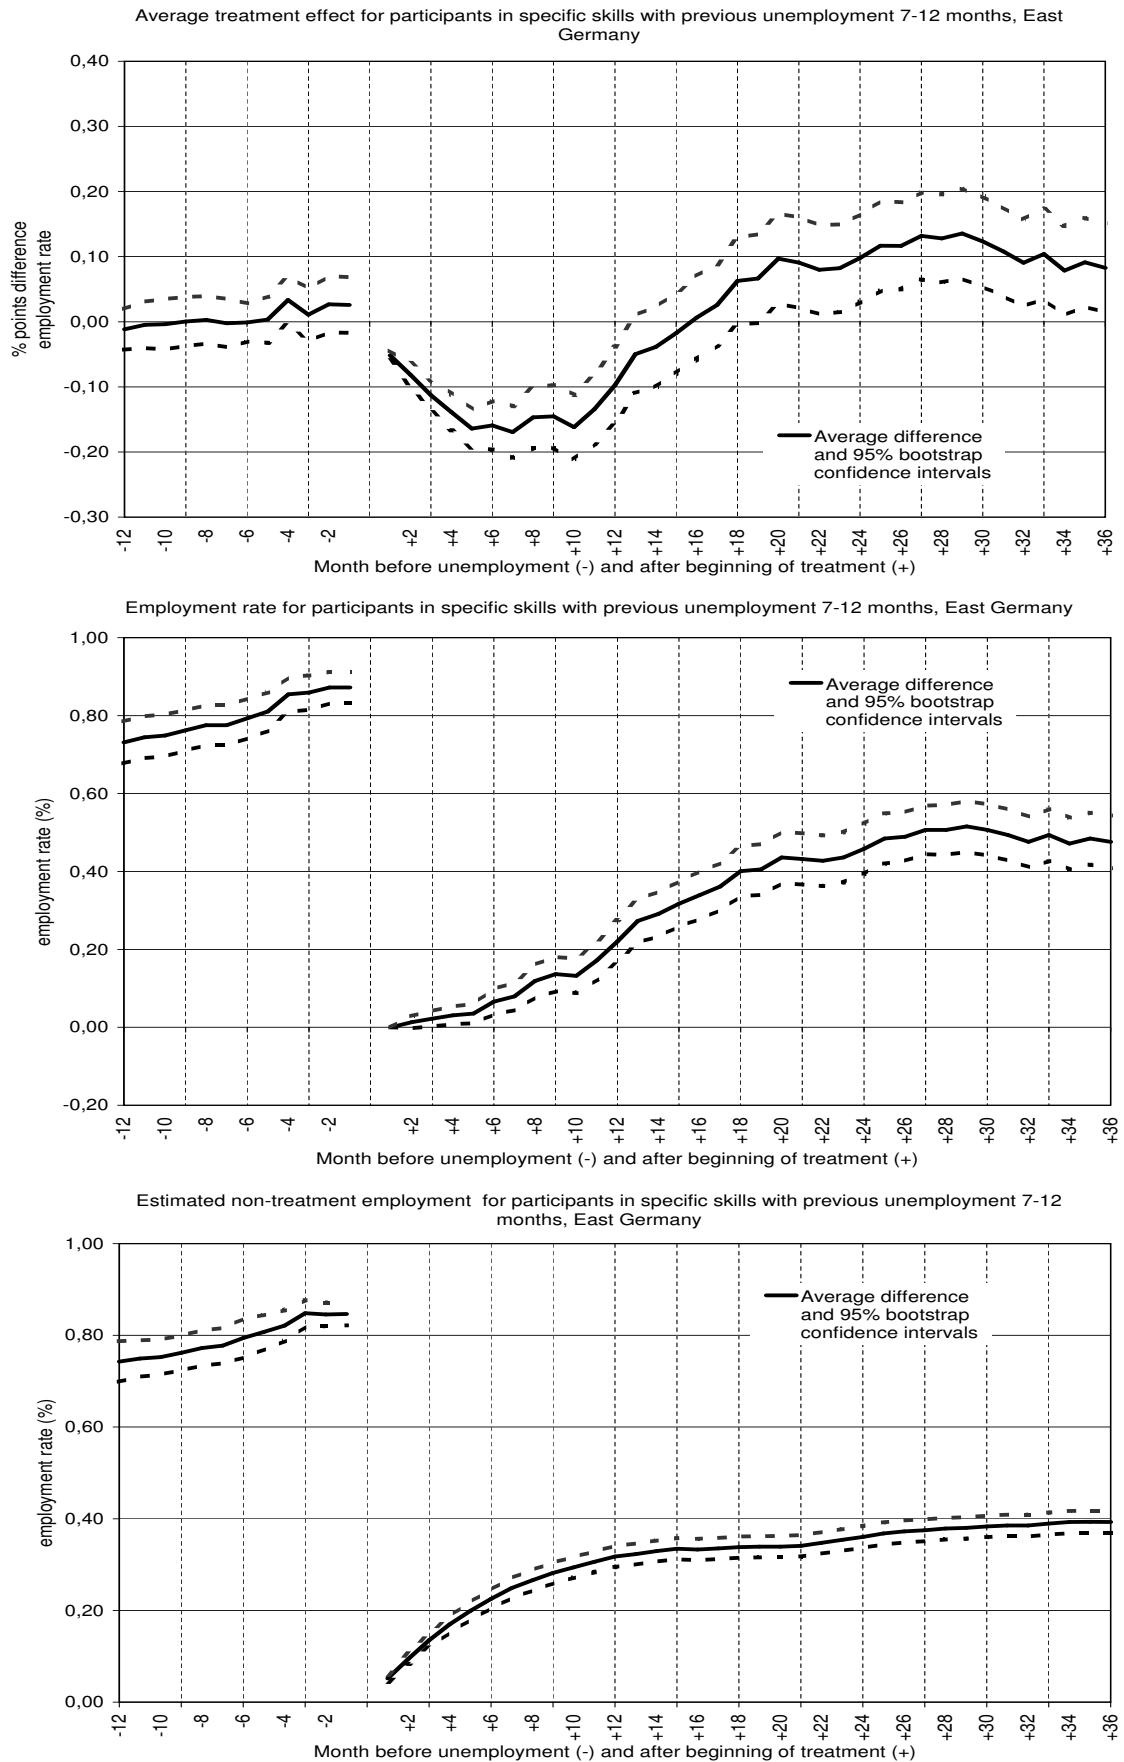 Average treatment effect for participants in specific skills with previous unemployment 7-12 months, East
Germany
0,40
0,30
0,20
0,10
0,00
-0,10
-0,20
-0,30
% points difference
employment rate
Average difference
and 95% bootstrap
confidence intervals
-12 -10 -8 -6 -4 -2 +2 +4 +6 +8 +10 +12 +14 +16 +18 +20 +22 +24 +26 +28 +30 +32 +34 +36
Month before unemployment (-) and after beginning of treatment (+)
Employment rate for participants in specific skills with previous unemployment 7-12 months, East Germany
1,00
0,80
0,60
0,40
0,20
0,00
-0,20
employment rate (%)
Average difference
and 95% bootstrap
confidence intervals
-12 -10 -8 -6 -4 -2 +2 +4 +6 +8 +10 +12 +14 +16 +18 +20 +22 +24 +26 +28 +30 +32 +34 +36
Month before unemployment (-) and after beginning of treatment (+)
Estimated non-treatment employment for participants in specific skills with previous unemployment 7-12
months, East Germany
1,00
0,80
0,60
0,40
0,20
0,00
employment rate (%)
Average difference
and 95% bootstrap
confidence intervals
-12 -10 -8 -6 -4 -2 +2 +4 +6 +8 +10 +12 +14 +16 +18 +20 +22 +24 +26 +28 +30 +32 +34 +36
Month before unemployment (-) and after beginning of treatment (+)